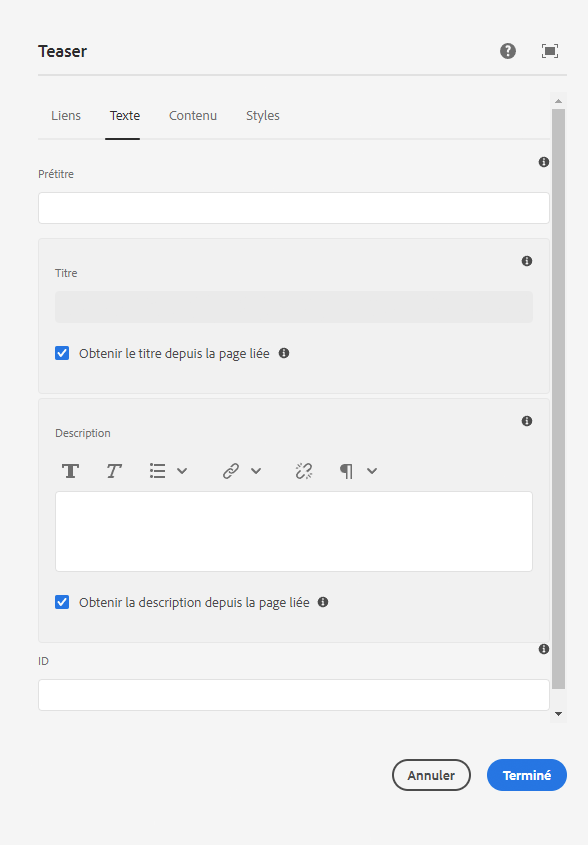 Teaser
Liens Texte Contenu Styles
Prétitre
Titre
Obtenir le titre depuis la page liée
Description
Obtenir la description depuis la page liée
ID
Annuler Terminé